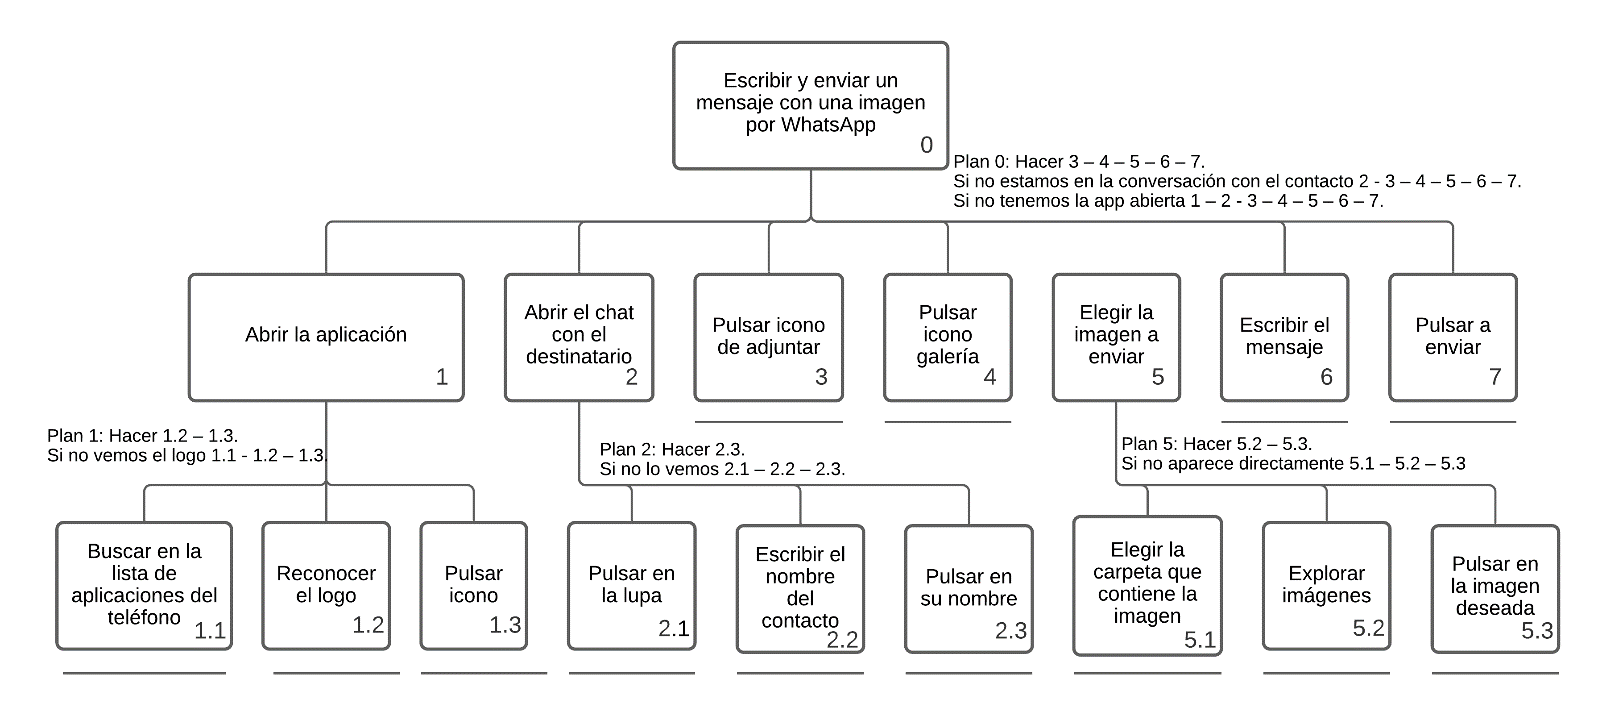 Escribir y enviar un
mensaje con una imagen
por WhatsApp
0
Plan 0: Hacer 3 – 4 – 5 – 6 – 7.
Si no estamos en la conversación con el contacto 2 - 3 – 4 – 5 – 6 – 7.
Si no tenemos la app abierta 1 – 2 - 3 – 4 – 5 – 6 – 7.
Abrir la aplicación
1
Abrir el chat
con el
destinatario
2
Pulsar icono
de adjuntar
3
Pulsar
icono
galería
4
Elegir la
imagen a
enviar
5
Escribir el
mensaje
6
Pulsar a
enviar
7
Plan 1: Hacer 1.2 – 1.3.
Si no vemos el logo 1.1 - 1.2 – 1.3.
Plan 2: Hacer 2.3.
Si no lo vemos 2.1 – 2.2 – 2.3.
Plan 5: Hacer 5.2 – 5.3.
Si no aparece directamente 5.1 – 5.2 – 5.3
Buscar en la
lista de
aplicaciones del
teléfono
1.1
Reconocer
el logo
1.2
Pulsar
icono
1.3
Pulsar en
la lupa
2.1
Escribir el
nombre
del
contacto
2.2
Pulsar en
su nombre
2.3
Elegir la
carpeta que
contiene la
imagen
5.1
Explorar
imágenes
5.2
Pulsar en
la imagen
deseada
5.3